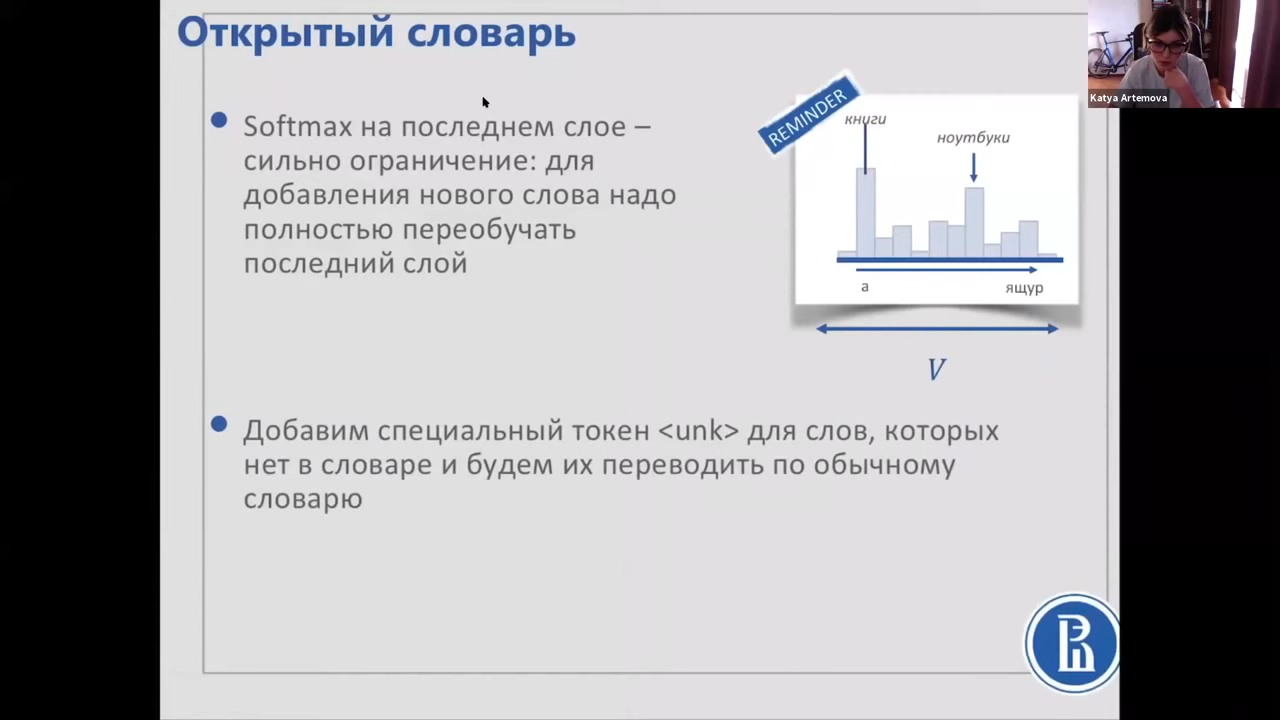 Открытый словарь
Katya Artemova
Softmax на последнем слое –
сильно ограничение: для
добавления нового слова надо
полностью переобучать
последний слой
REMINDER
книги
ноутбуки
а
ящур
V
Добавим специальный токен <unk> для слов, которых
нет в словаре и будем их переводить по обычному
словарю